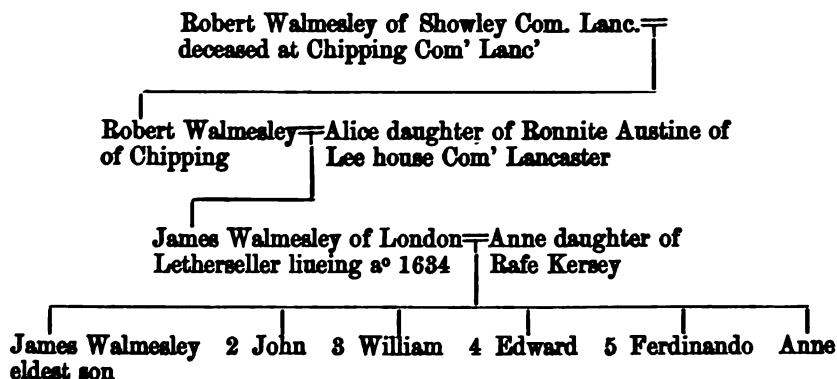 Robert Walmesley of Showley Com. Lanc.
deceased at Chipping Com' Lanc'
Robert Walmesley=Alice daughter of Ronnite Austine of
of Chipping Lee house Com' Lancaster
James Walmesley of London=Anne daughter of
Letherseller liueing aº 1634 Rafe Kersey
James Walmesley 2 John 3 William 4 Edward 5 Ferdinando Anne
eldest son